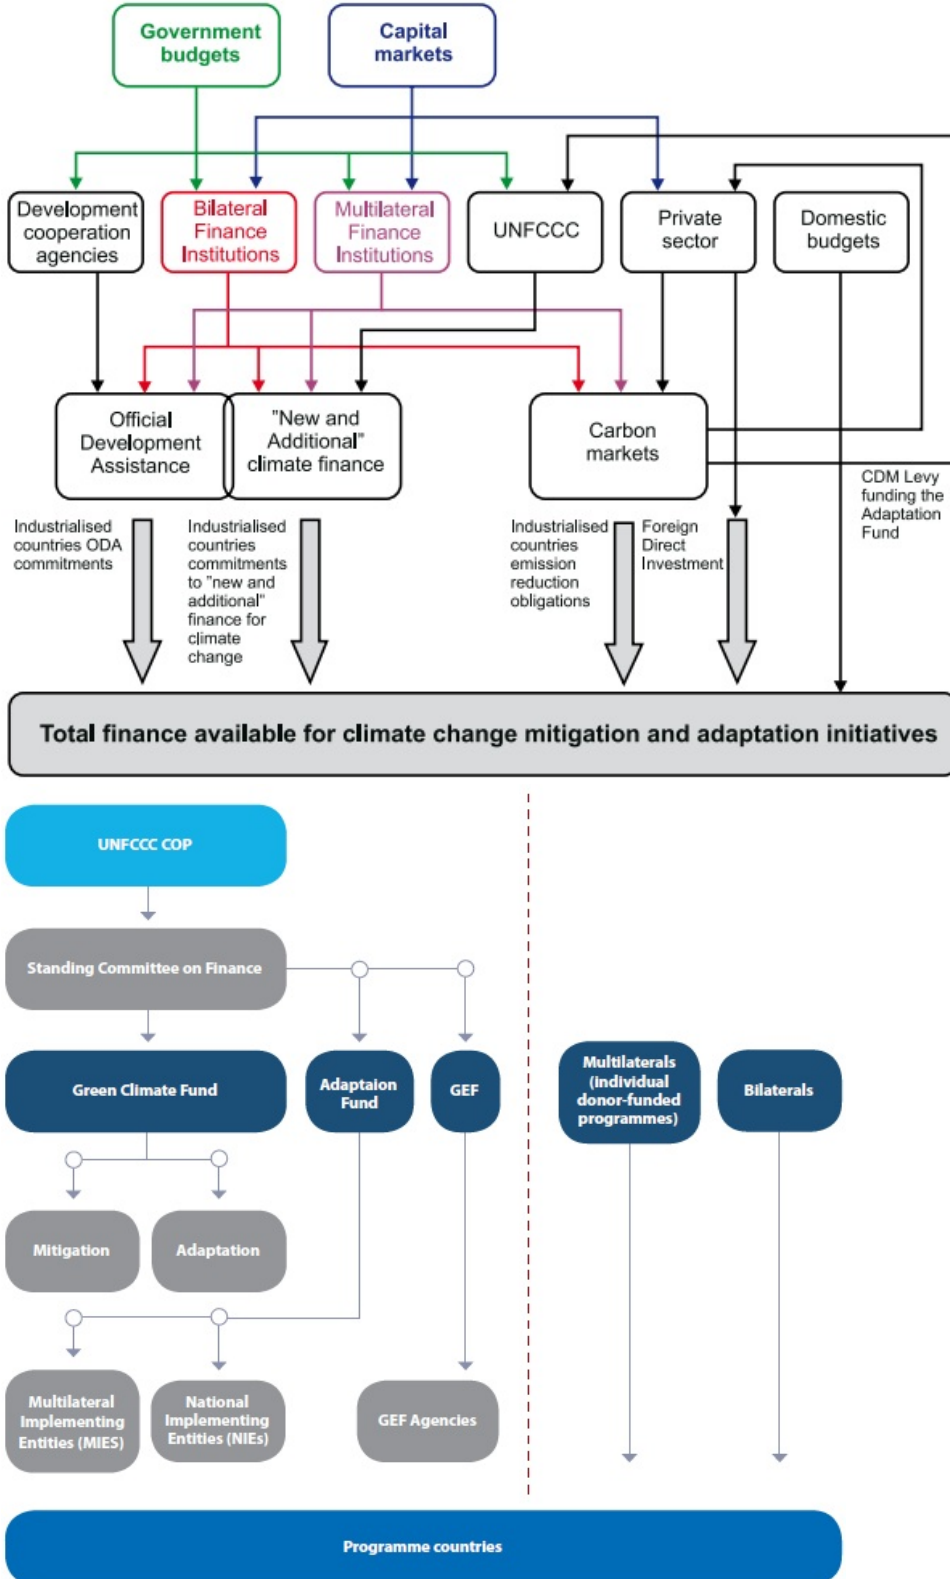 Government
budgets
Capital
markets
Development
cooperation
agencies
Bilateral
Finance
Institutions
Multilateral
Finance
Institutions
UNFCCC
Private
sector
Domestic
budgets
Official
Development
Assistance
"New and
Additional"
climate finance
Carbon
markets
CDM Levy
funding the
Adaptation
Fund
Industrialised
countries ODA
commitments
Industrialised
countries
commitments
to "new and
additional"
finance for
climate
change
Industrialised
countries
emission
reduction
obligations
Foreign
Direct
Investment
Total finance available for climate change mitigation and adaptation initiatives
UNFCCC COP
Standing Committee on Finance
Green Climate Fund
Adaptaion
Fund
GEF
Multilaterals
(individual
donor-funded
programmes)
Bilaterals
Mitigation
Adaptation
Multilateral
Implementing
Entities (MIES)
National
Implementing
Entities (NIEs)
GEF Agencies
Programme countries